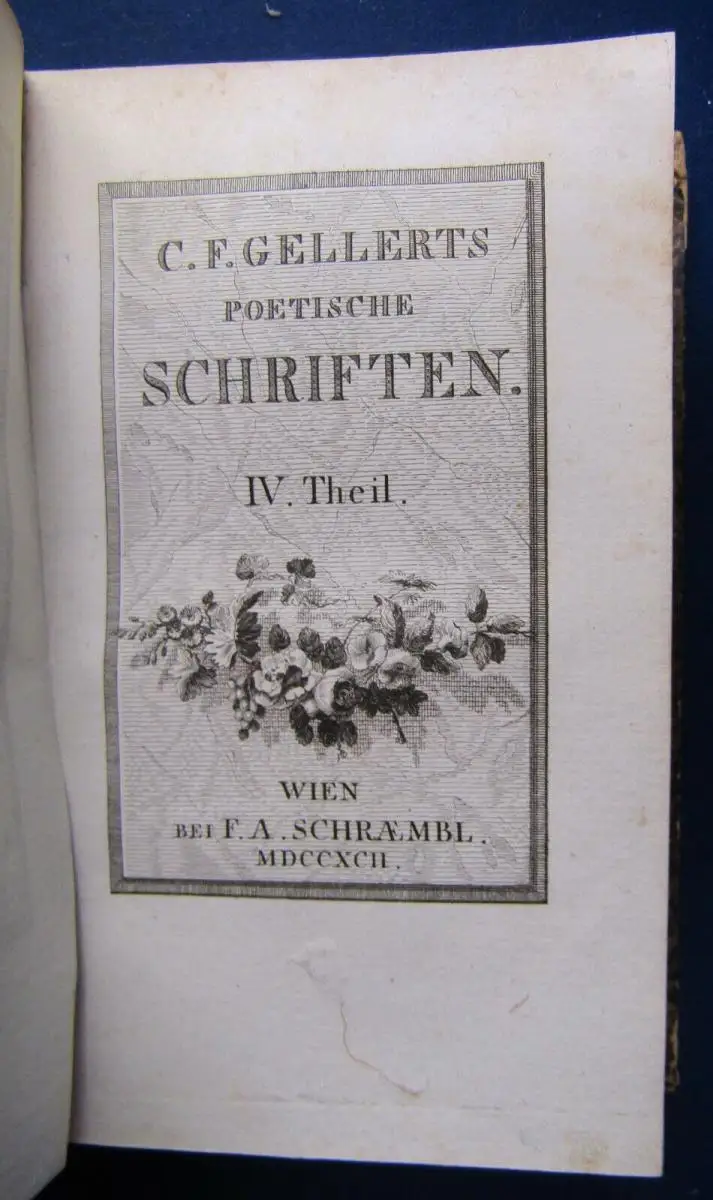 C. F. GELLERTS
POETISCHE
SCHRIFTEN.
IV. Theil.
WIEN
BEI F. A. SCHRÆMBL.
MDCCXCII.